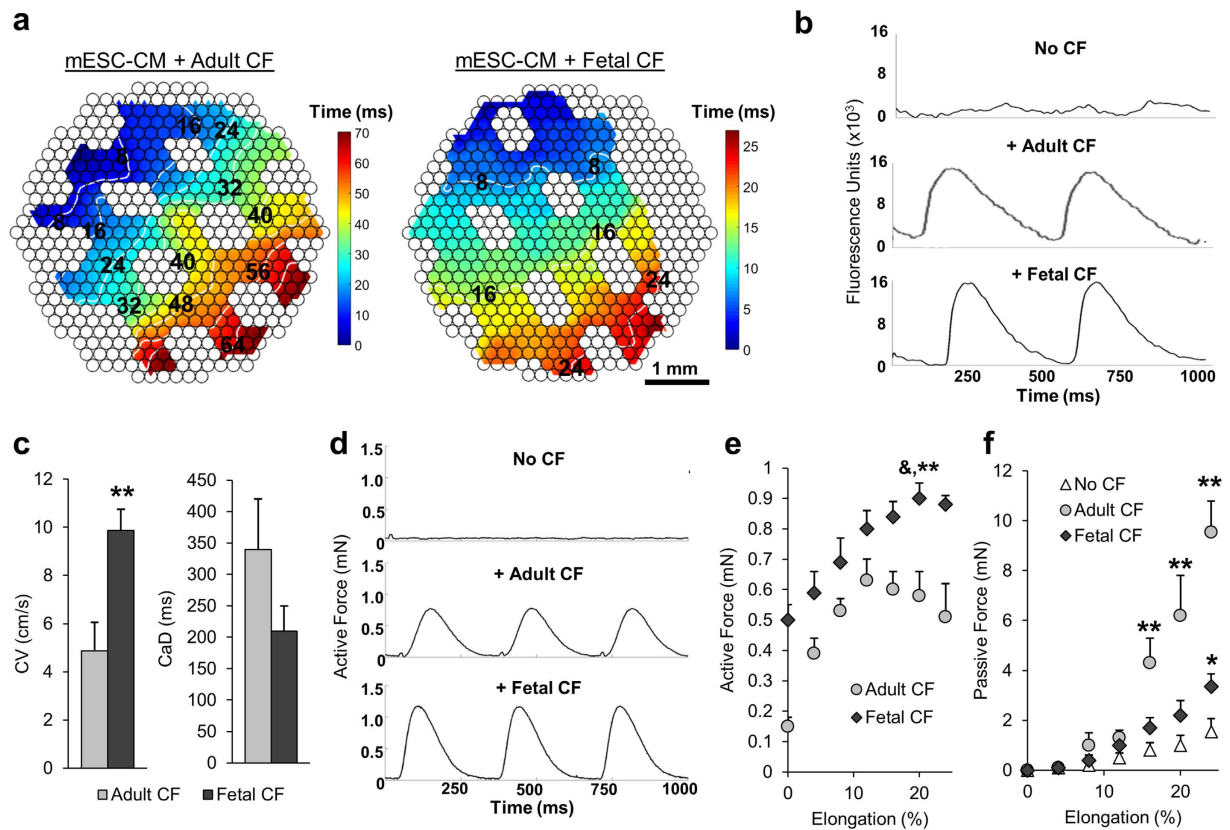 a
mESC-CM + Adult CF
Time (ms)
70
60
50
40
30
20
10
0
8
16
24
32
40
8
16
24
32
40
48
56
64
mESC-CM + Fetal CF
Time (ms)
25
20
15
10
5
0
8
8
16
16
24
24
1 mm
b
No CF
16
8
0
+ Adult CF
16
8
0
+ Fetal CF
16
8
0
Fluorescence Units (x10³)
250 500 750 1000
Time (ms)
c
12
10
8
6
4
2
0
CV (cm/s)
**
450
400
350
300
250
200
150
100
50
0
CaD (ms)
Adult CF Fetal CF
d
No CF
1.5
1.0
0.5
0
+ Adult CF
1.5
1.0
0.5
0
+ Fetal CF
1.5
1.0
0.5
0
Active Force (mN)
250 500 750 1000
Time (ms)
e
1
0.9
0.8
0.7
0.6
0.5
0.4
0.3
0.2
0.1
0
Active Force (mN)
&,**
Adult CF
Fetal CF
0 10 20
Elongation (%)
f
12
10
8
6
4
2
0
Passive Force (mN)
No CF
Adult CF
Fetal CF
**
**
**
*
0 10 20
Elongation (%)